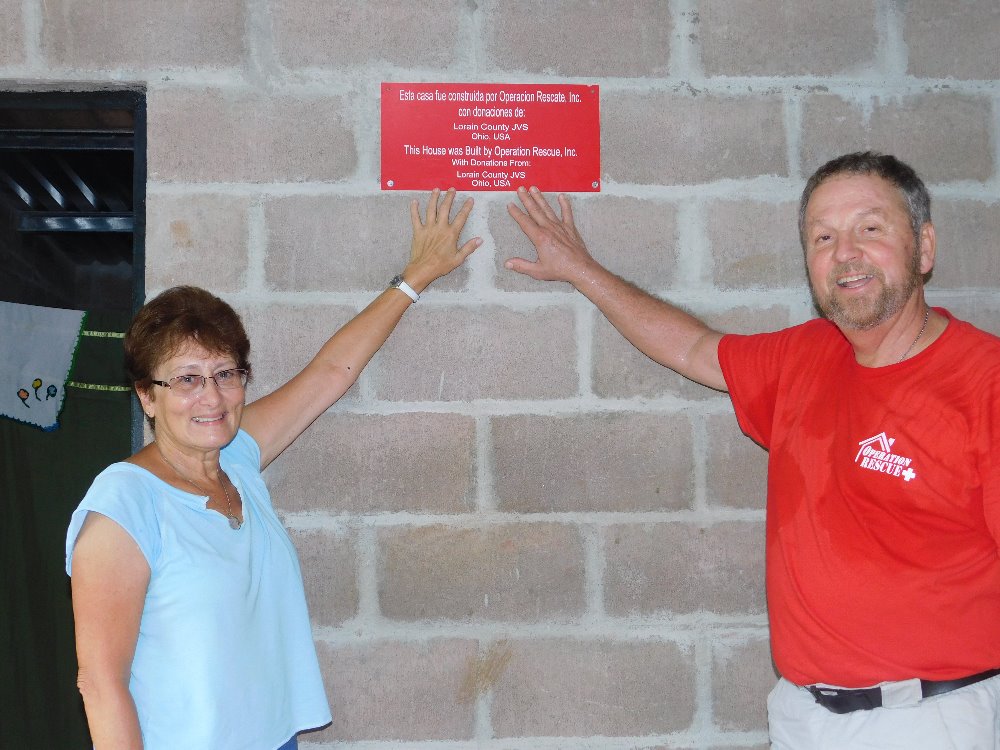 Esta casa fue construida por Operacion Rescate, Inc.
con donaciones de:
Lorain County JVS
Ohio, USA
This House was Built by Operation Rescue, Inc.
With Donations From:
Lorain County JVS
Ohio, USA
OPERATION
RESCUE